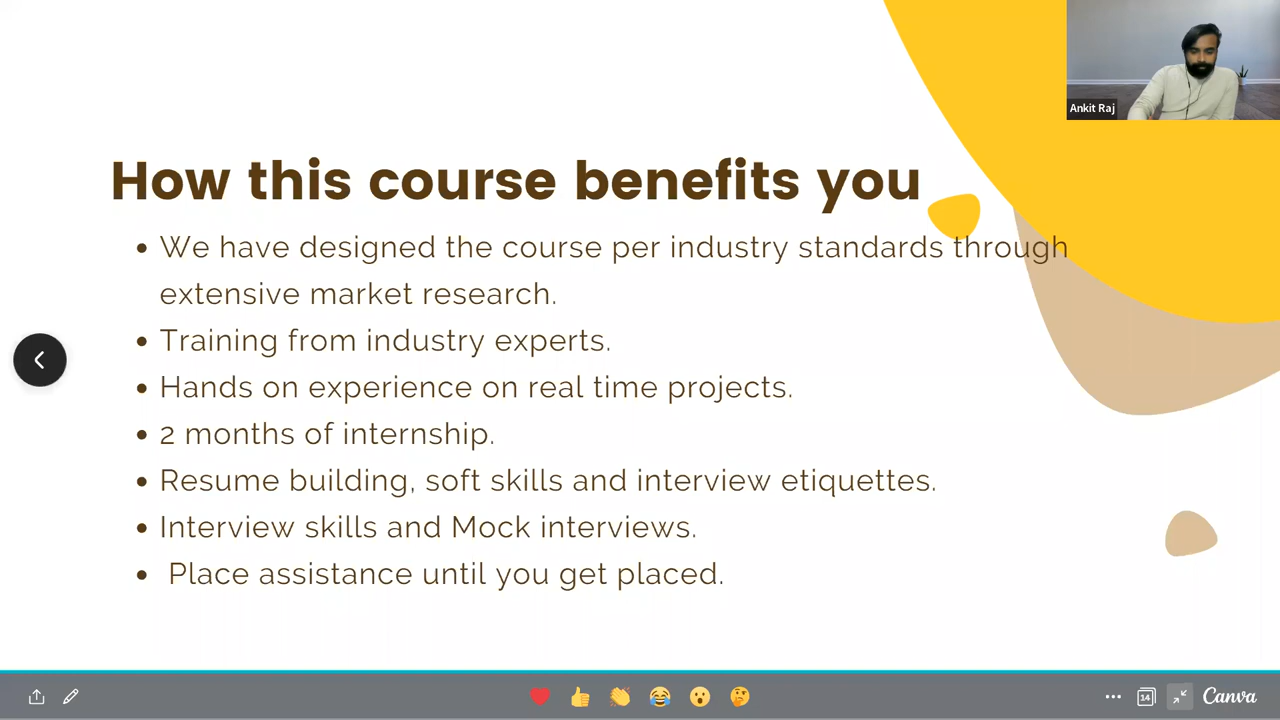 Ankit Raj
How this course benefits you
• We have designed the course per industry standards through
extensive market research.
• Training from industry experts.
• Hands on experience on real time projects.
• 2 months of internship.
• Resume building, soft skills and interview etiquettes.
• Interview skills and Mock interviews.
• Place assistance until you get placed.
14
Canva